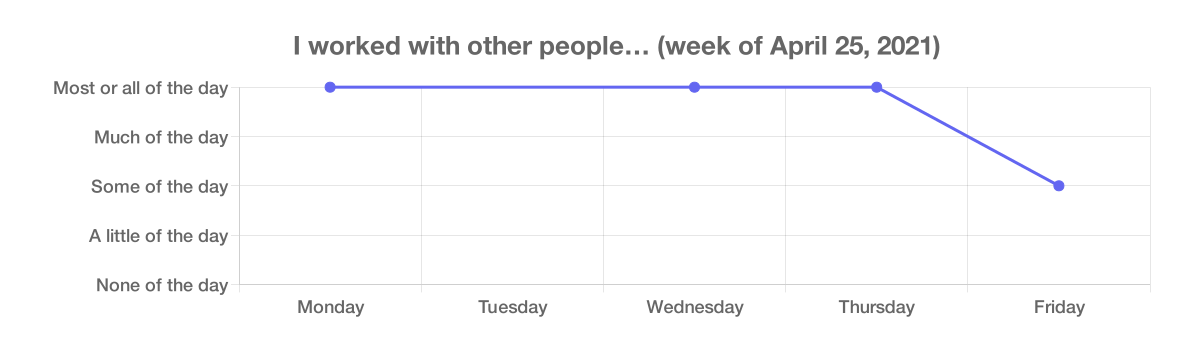 I worked with other people… (week of April 25, 2021)
Most or all of the day
Much of the day
Some of the day
A little of the day
None of the day
Monday Tuesday Wednesday Thursday Friday